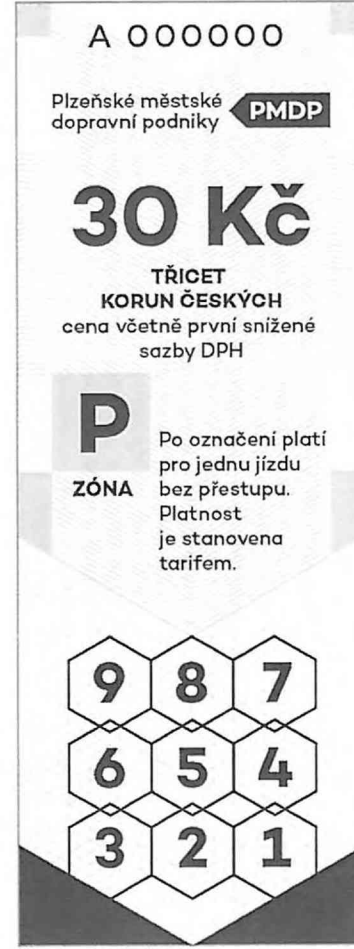 A 000000
Plzeňské městské
dopravní podniky
PMDP
30 Kč
TŘICET
KORUN ČESKÝCH
cena včetně první snížené
sazby DPH
P
ZÓNA
Po označení platí
pro jednu jízdu
bez přestupu.
Platnost
je stanovena
tarifem.
9 8 7
6 5 4
3 2 1